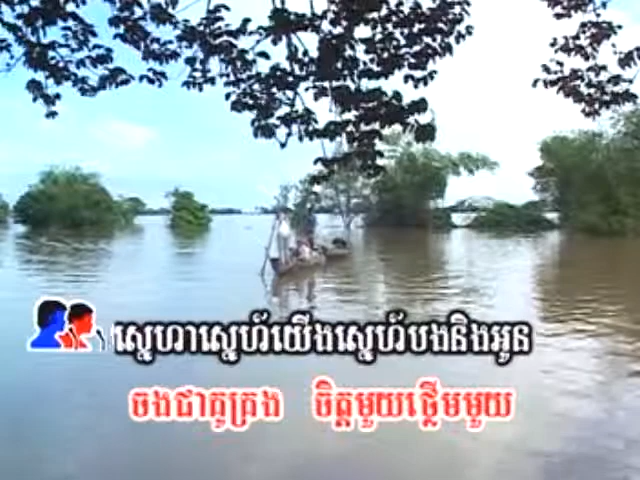 ស្នេហាស្នេហ៍យើងស្នេហ៍បងនិងអូន
ចងជាគូគ្រង ចិត្តមួយថ្លើមមួយ